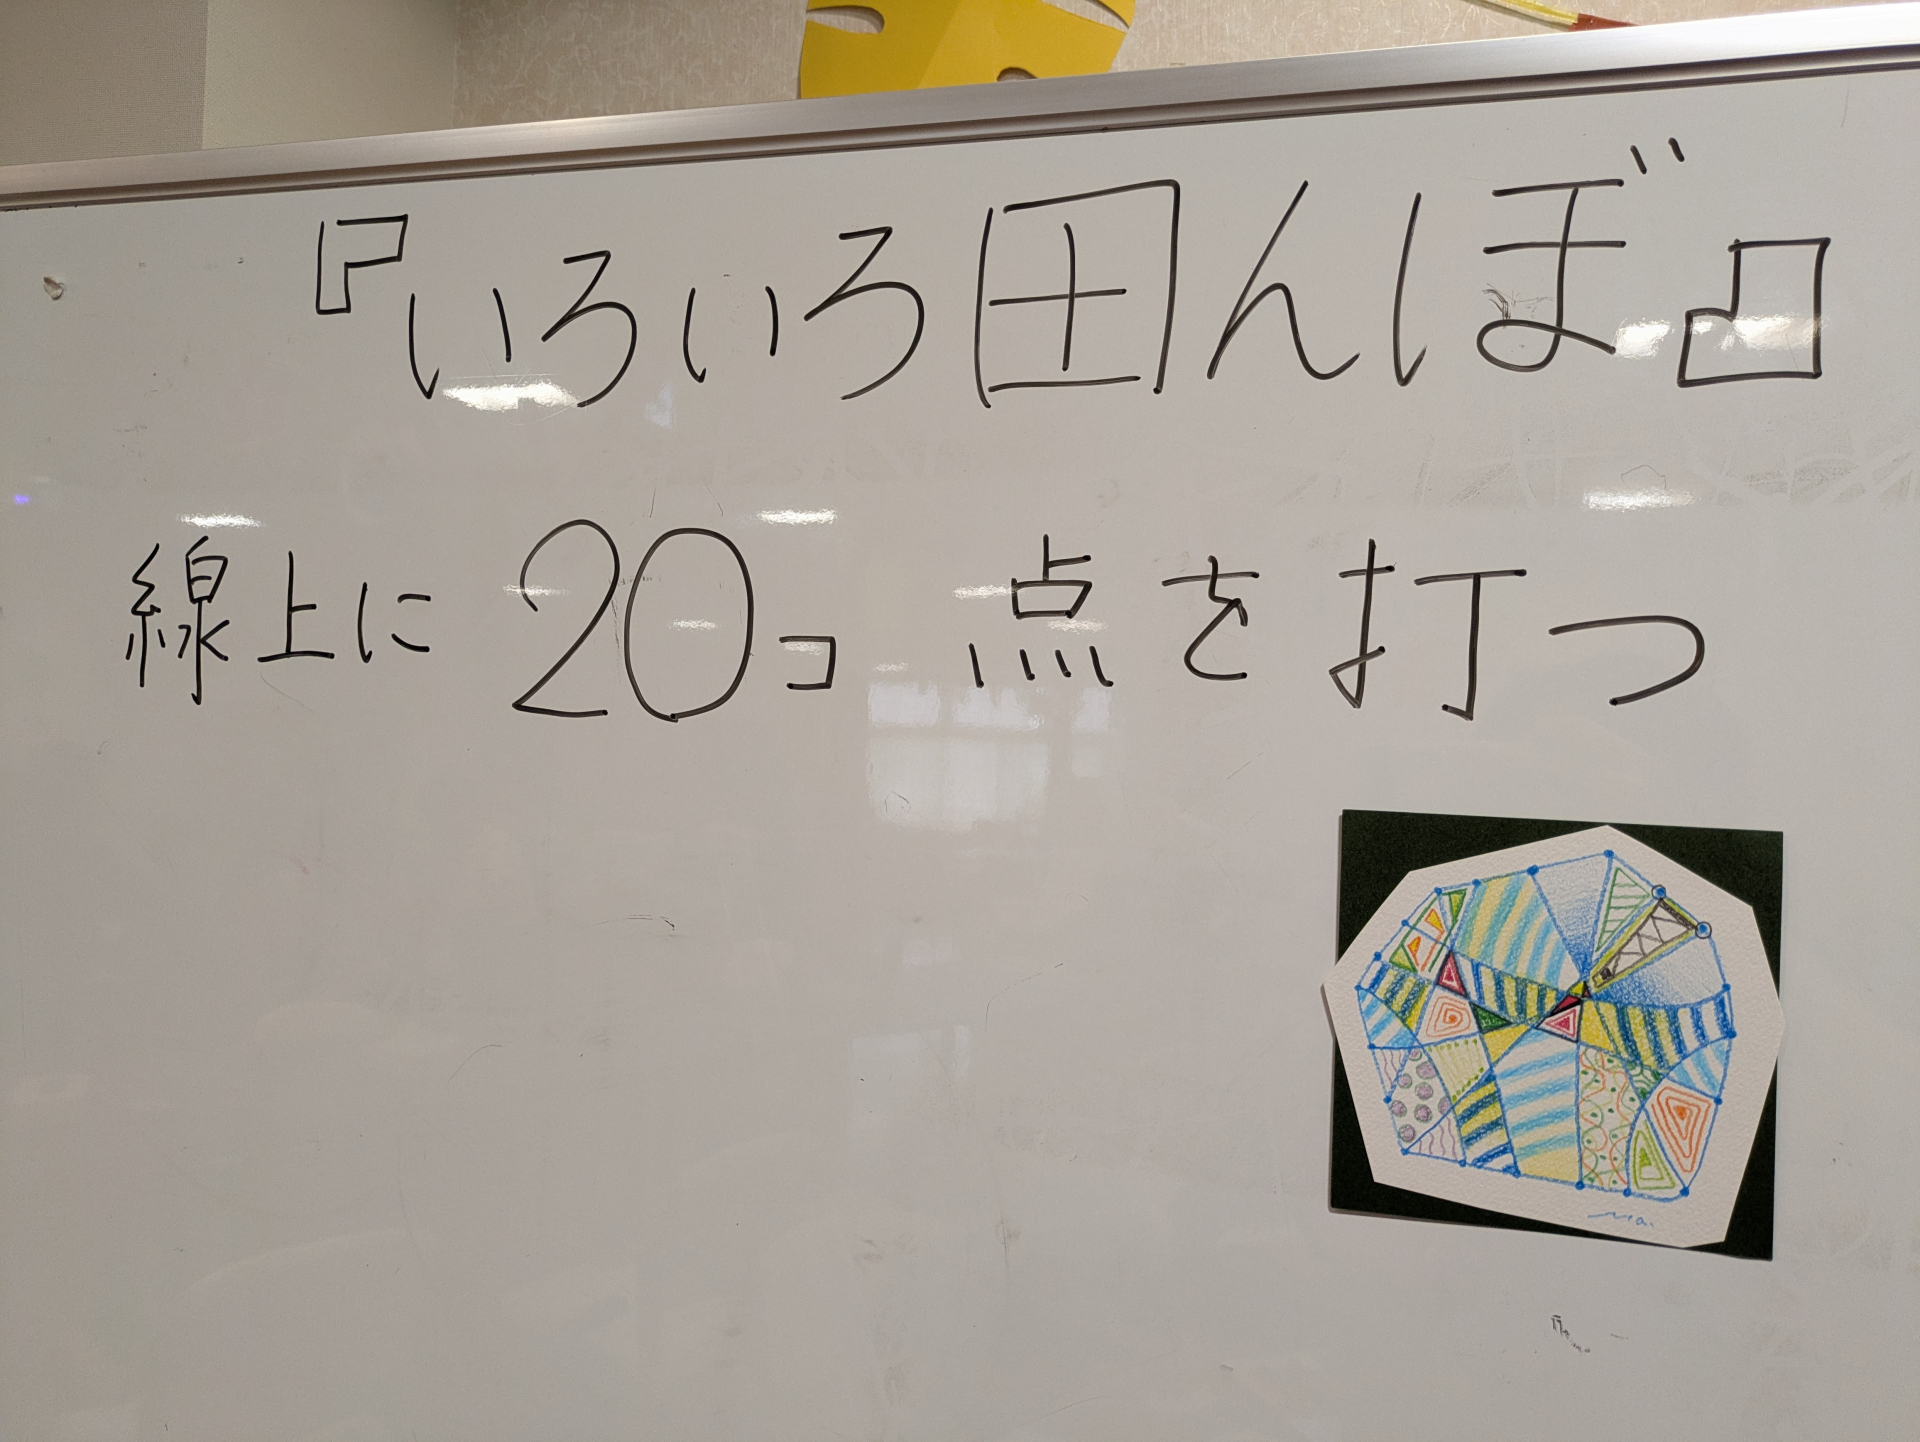 『いろいろ田んぼ』
線上に 20コ 点を打つ